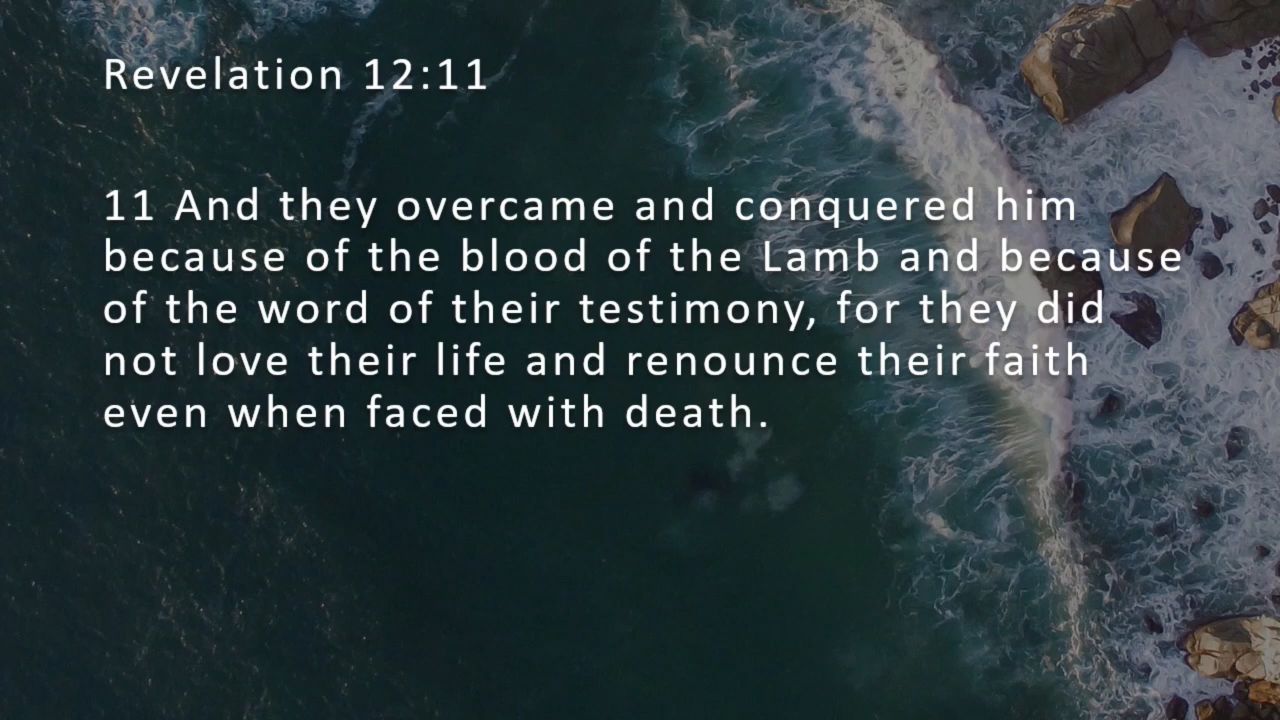 Revelation 12:11
11 And they overcame and conquered him
because of the blood of the Lamb and because
of the word of their testimony, for they did
not love their life and renounce their faith
even when faced with death.